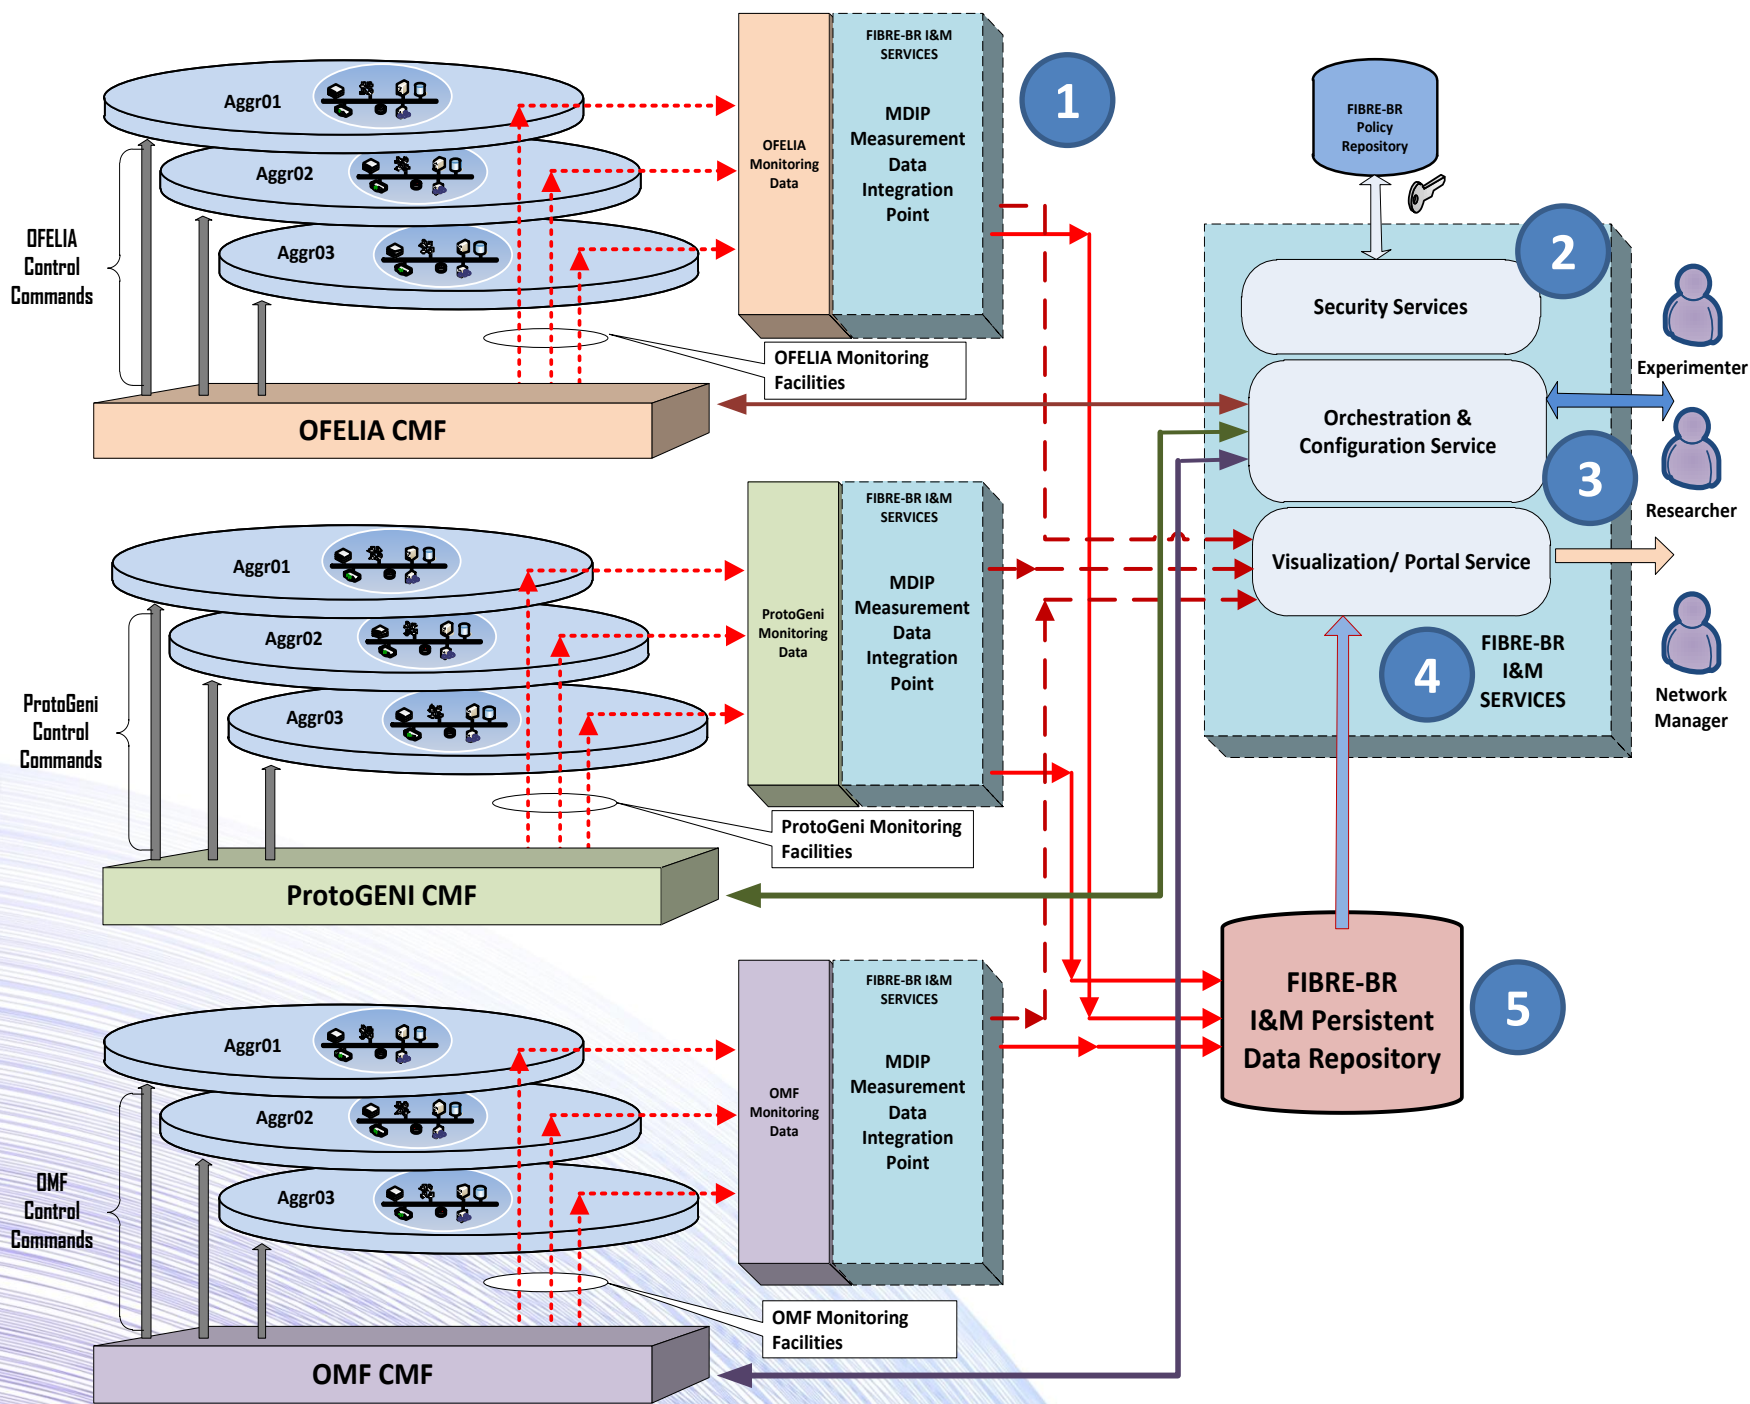 Aggr01
Aggr02
Aggr03
OFELIA
Control
Commands
OFELIA CMF
OFELIA Monitoring
Facilities
OFELIA
Monitoring
Data
FIBRE-BR I&M
SERVICES
MDIP
Measurement
Data
Integration
Point
1
Aggr01
Aggr02
Aggr03
ProtoGeni
Control
Commands
ProtoGENI CMF
ProtoGeni Monitoring
Facilities
ProtoGeni
Monitoring
Data
FIBRE-BR I&M
SERVICES
MDIP
Measurement
Data
Integration
Point
Aggr01
Aggr02
Aggr03
OMF
Control
Commands
OMF CMF
OMF Monitoring
Facilities
OMF
Monitoring
Data
FIBRE-BR I&M
SERVICES
MDIP
Measurement
Data
Integration
Point
FIBRE-BR
Policy
Repository
2
Security Services
Orchestration &
Configuration Service
3
Visualization/ Portal Service
4
FIBRE-BR
I&M
SERVICES
Experimenter
Researcher
Network
Manager
FIBRE-BR
I&M Persistent
Data Repository
5